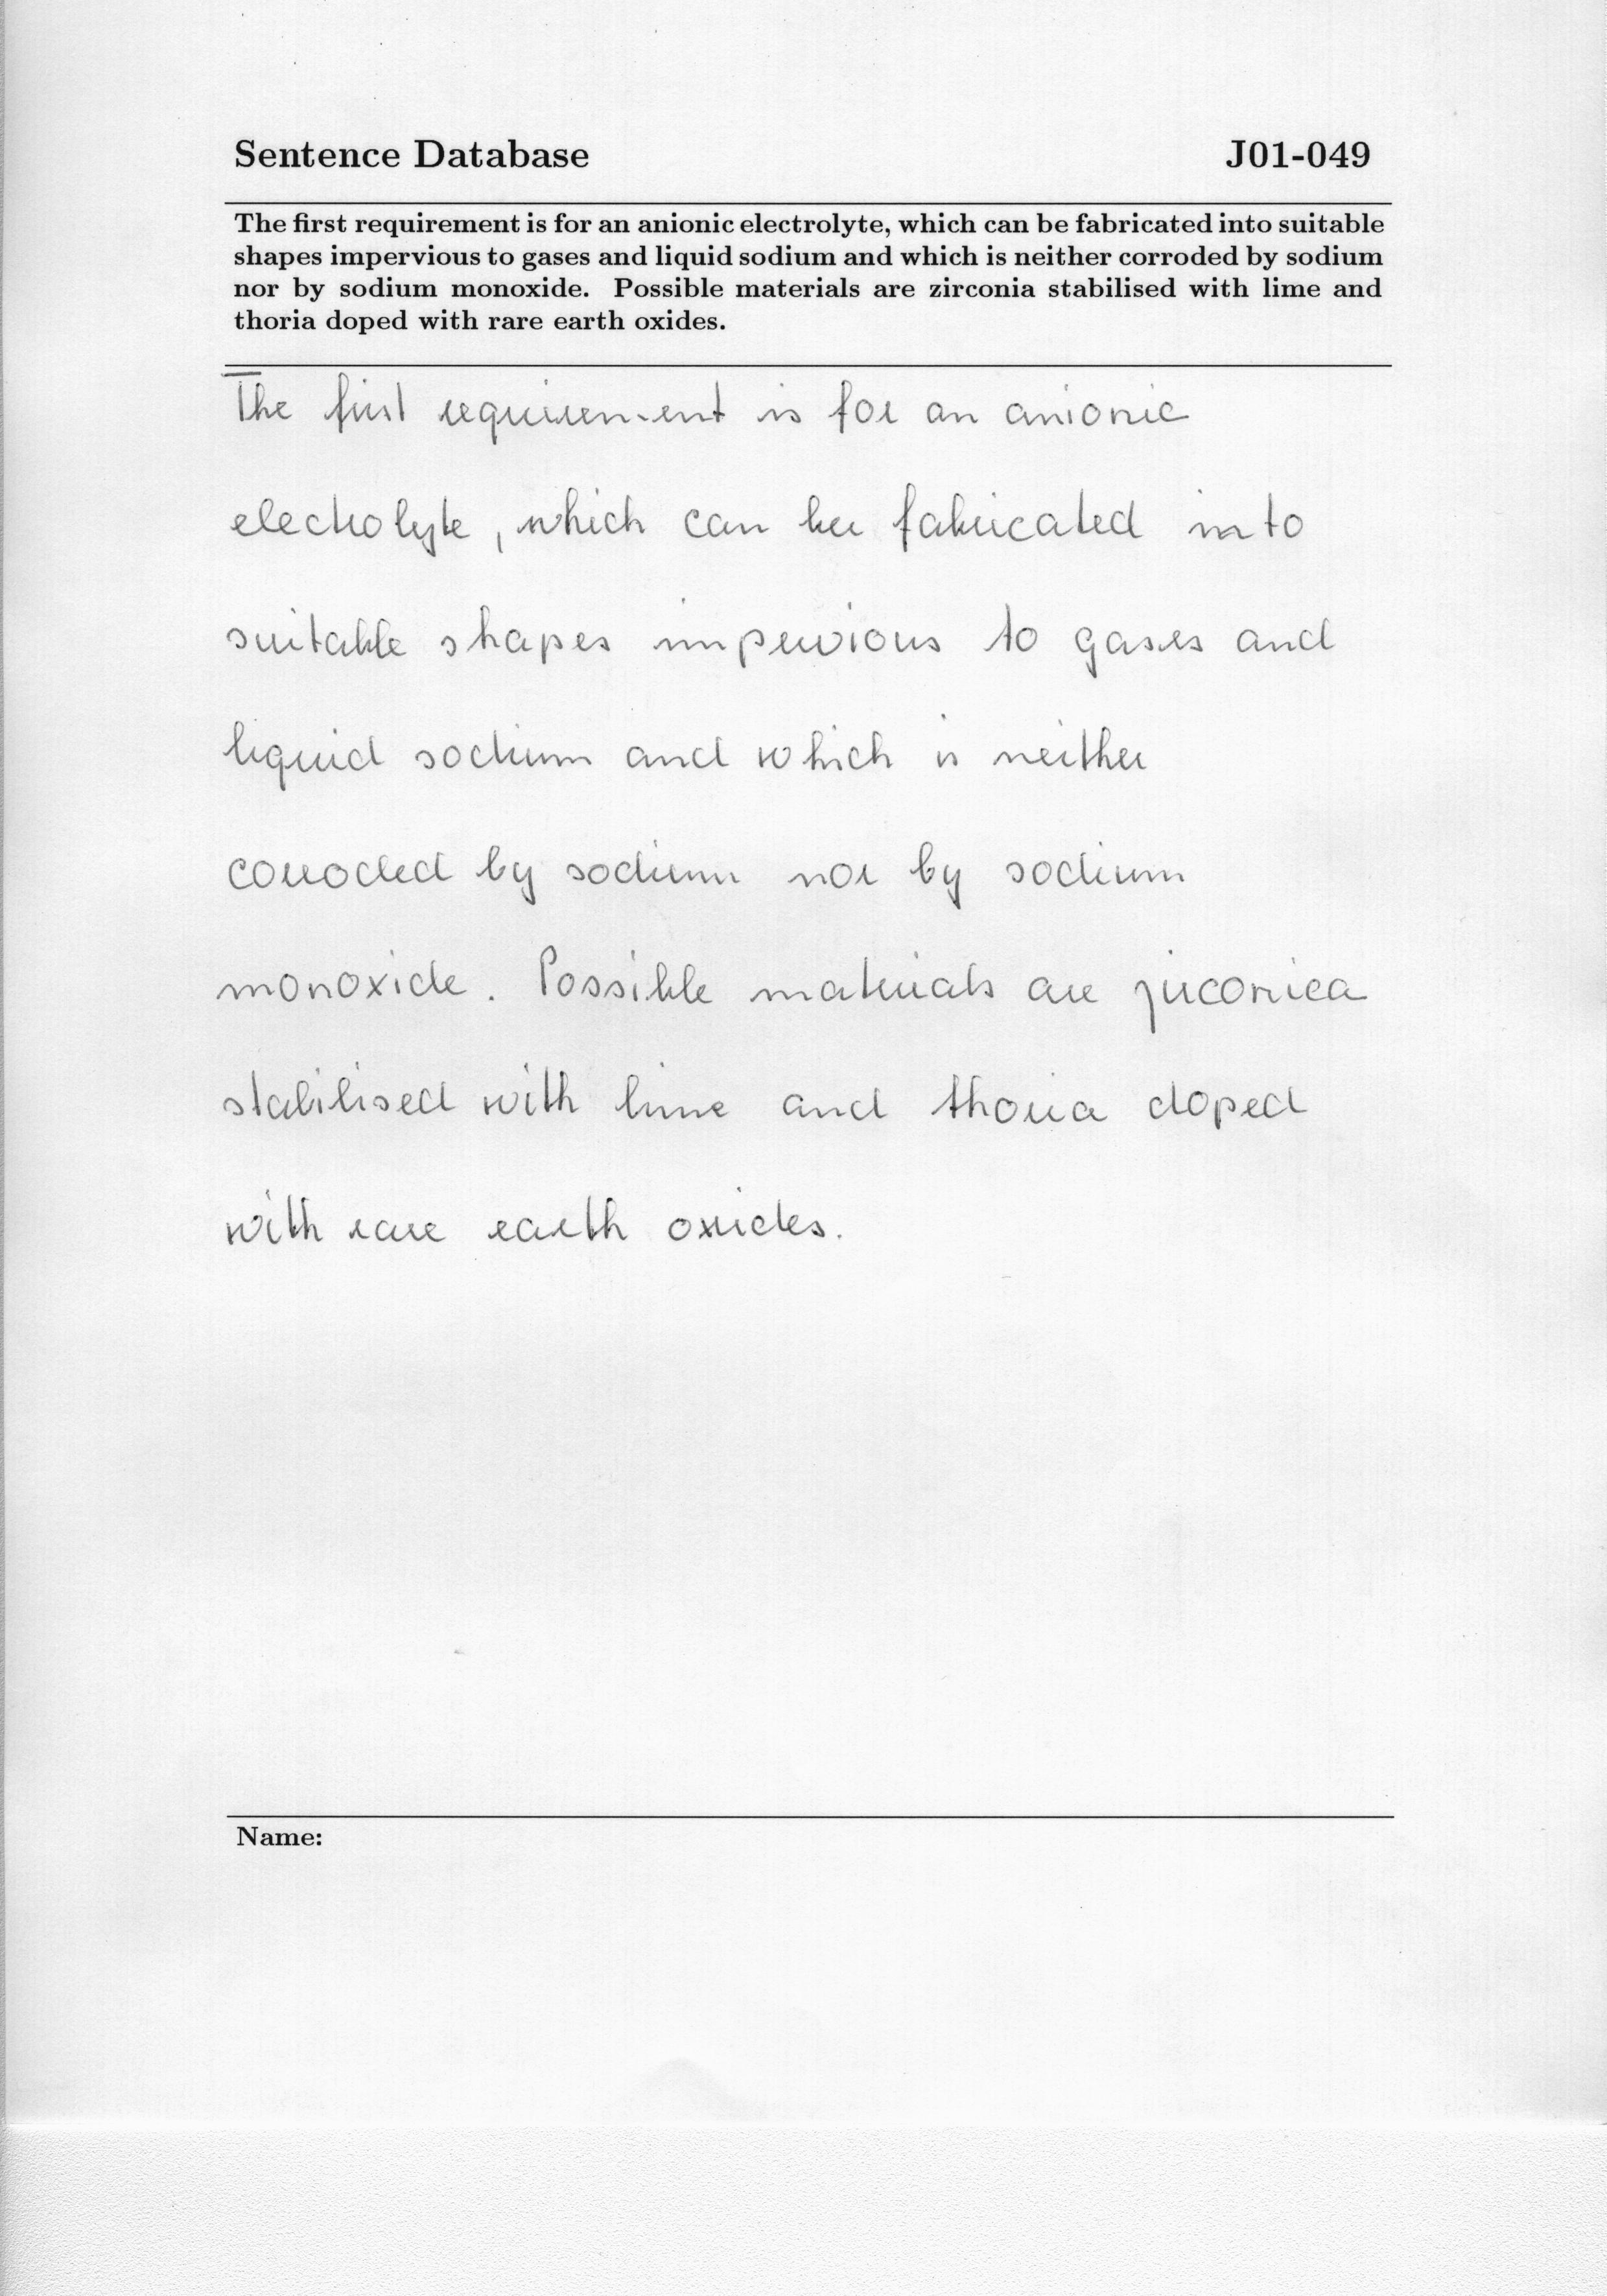 Sentence Database J01-049
The first requirement is for an anionic electrolyte, which can be fabricated into suitable
shapes impervious to gases and liquid sodium and which is neither corroded by sodium
nor by sodium monoxide. Possible materials are zirconia stabilised with lime and
thoria doped with rare earth oxides.
The first requirement is for an anionic
electrolyte, which can be fabricated into
suitable shapes impervious to gases and
liquid sodium and which is neither
corroded by sodium nor by sodium
monoxide. Possible materials are zirconia
stabilised with lime and thoria doped
with rare earth oxides.
Name: